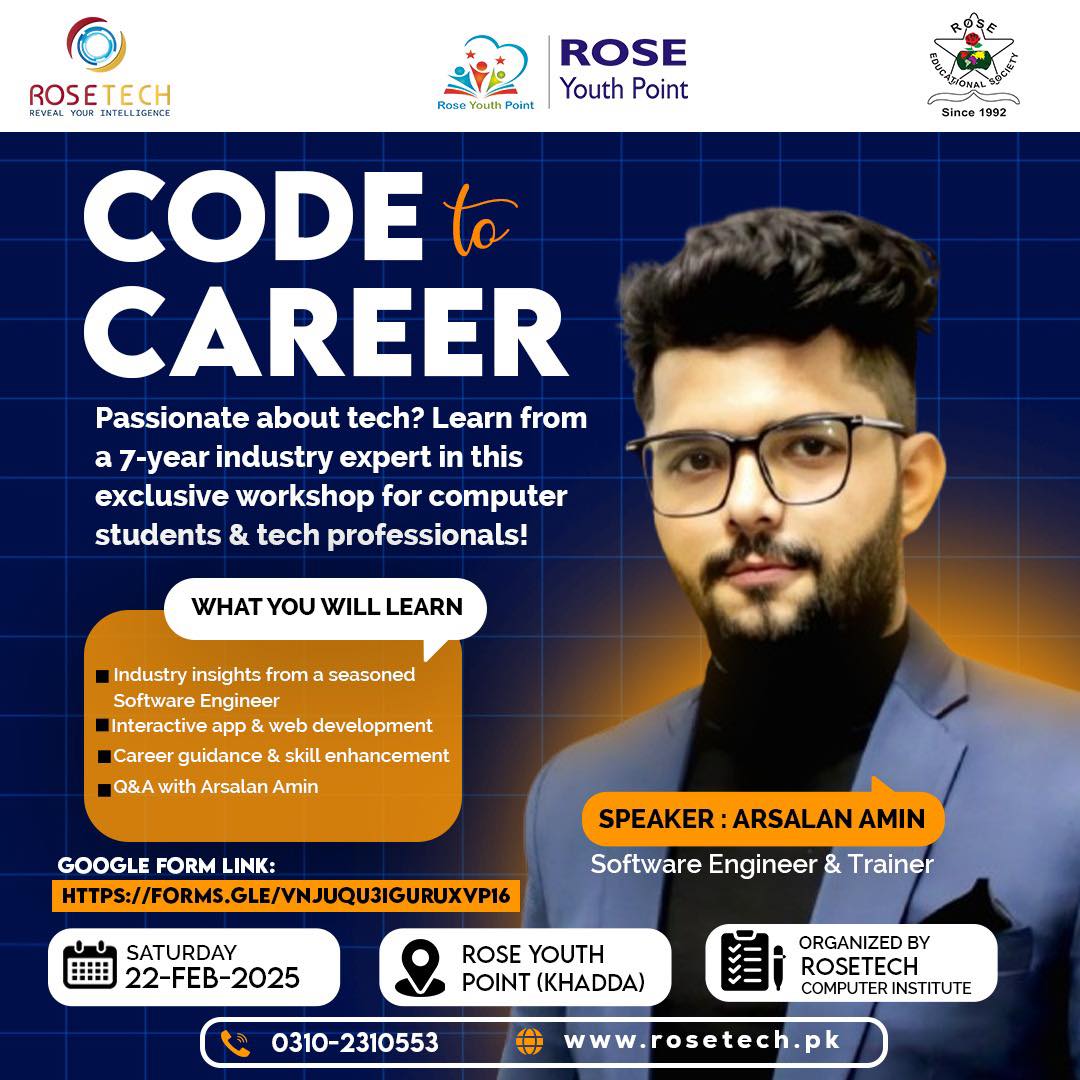 ROSETECH
REVEAL YOUR INTELLIGENCE
Rose Youth Point
ROSE
Youth Point
ROSE
EDUCATIONAL SOCIETY
Since 1992
CODE to
CAREER
Passionate about tech? Learn from
a 7-year industry expert in this
exclusive workshop for computer
students & tech professionals!
WHAT YOU WILL LEARN
Industry insights from a seasoned
Software Engineer
Interactive app & web development
Career guidance & skill enhancement
Q&A with Arsalan Amin
SPEAKER : ARSALAN AMIN
Software Engineer & Trainer
GOOGLE FORM LINK:
HTTPS://FORMS.GLE/VNJUQU3IGURUXVP16
SATURDAY
22-FEB-2025
ROSE YOUTH
POINT (KHADDA)
ORGANIZED BY
ROSETECH
COMPUTER INSTITUTE
0310-2310553
www.rosetech.pk